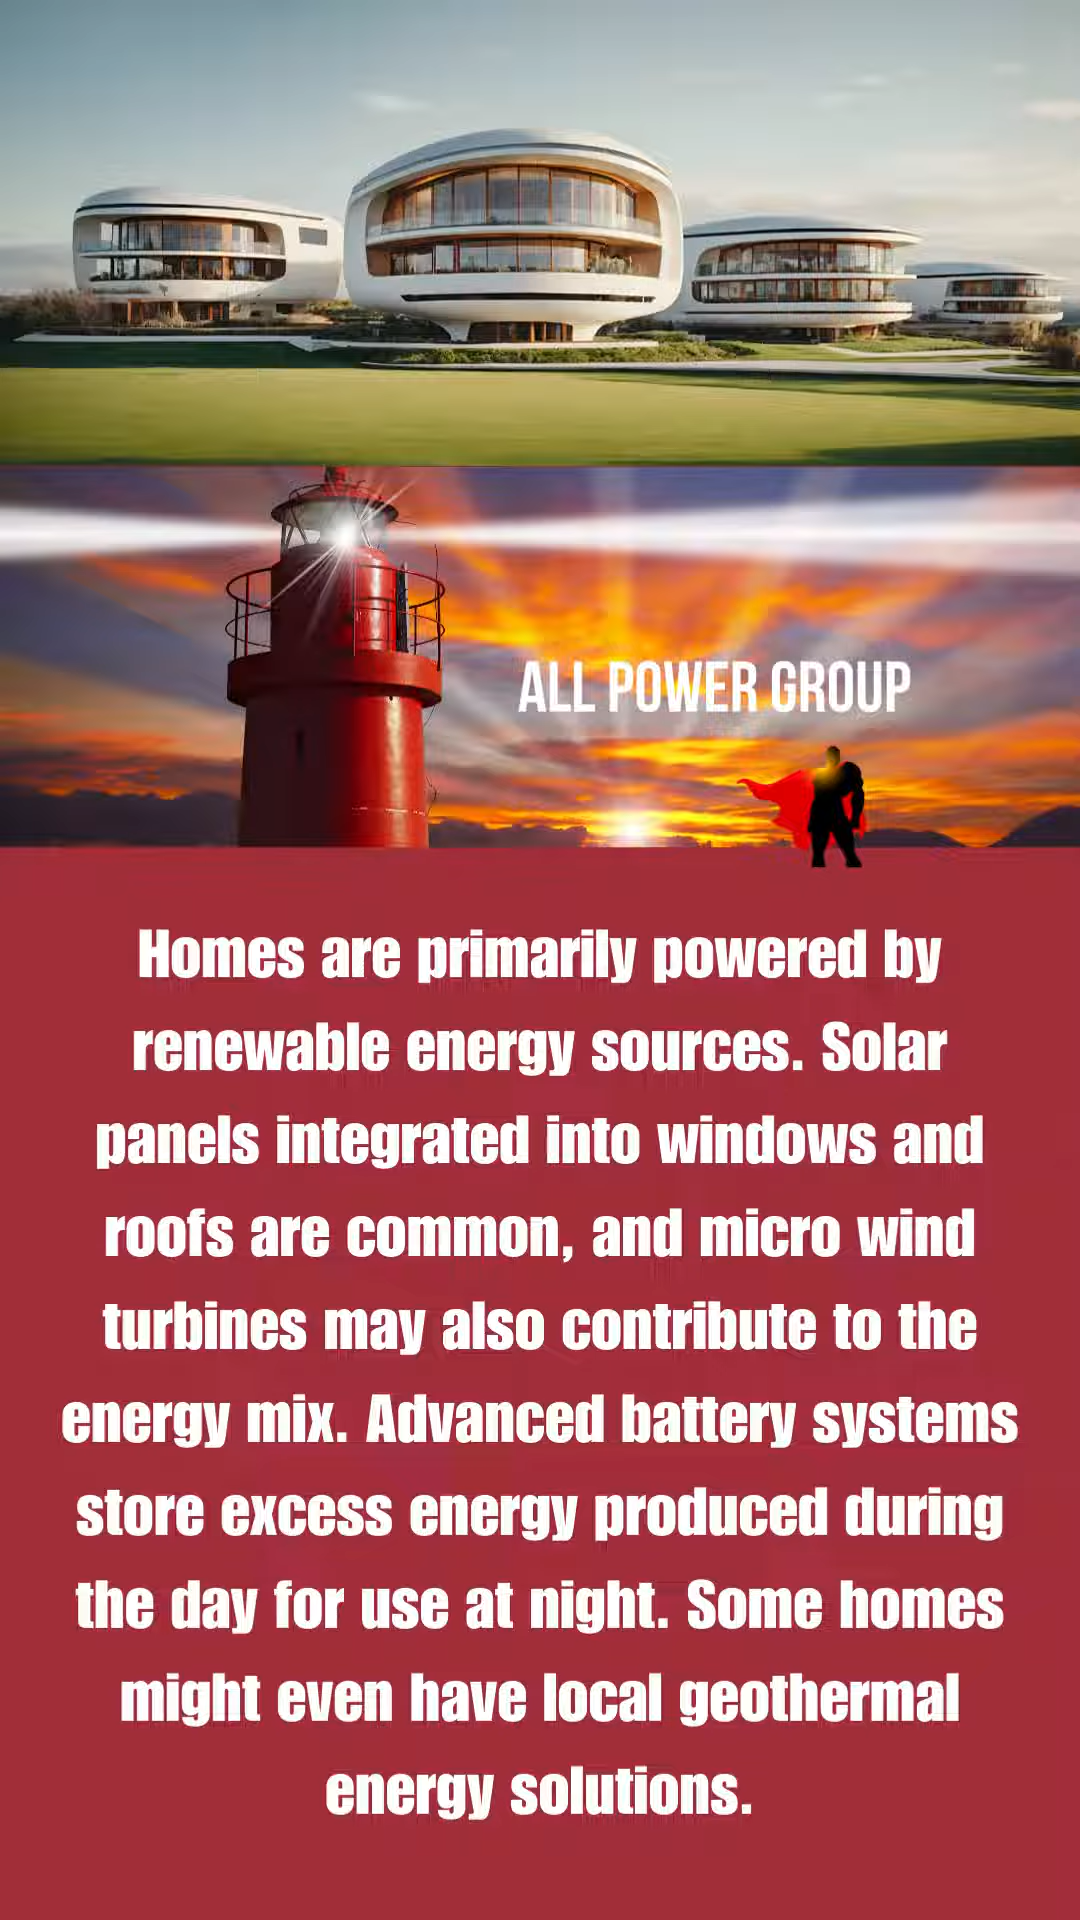 ALL POWER GROUP
Homes are primarily powered by
renewable energy sources. Solar
panels integrated into windows and
roofs are common, and micro wind
turbines may also contribute to the
energy mix. Advanced battery systems
store excess energy produced during
the day for use at night. Some homes
might even have local geothermal
energy solutions.